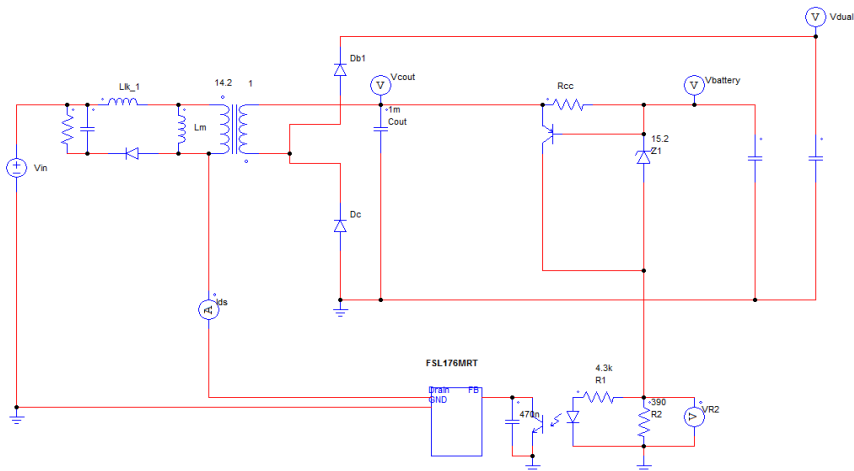 V
Vdual
Db1
Llk_1
14.2
1
V
Vcout
V
Vbattery
1m
Cout
Rcc
Lm
15.2
Z1
Vin
Dc
A
Ids
FSL176MRT
Drain
FB
GND
470n
4.3k
R1
390
R2
V
VR2